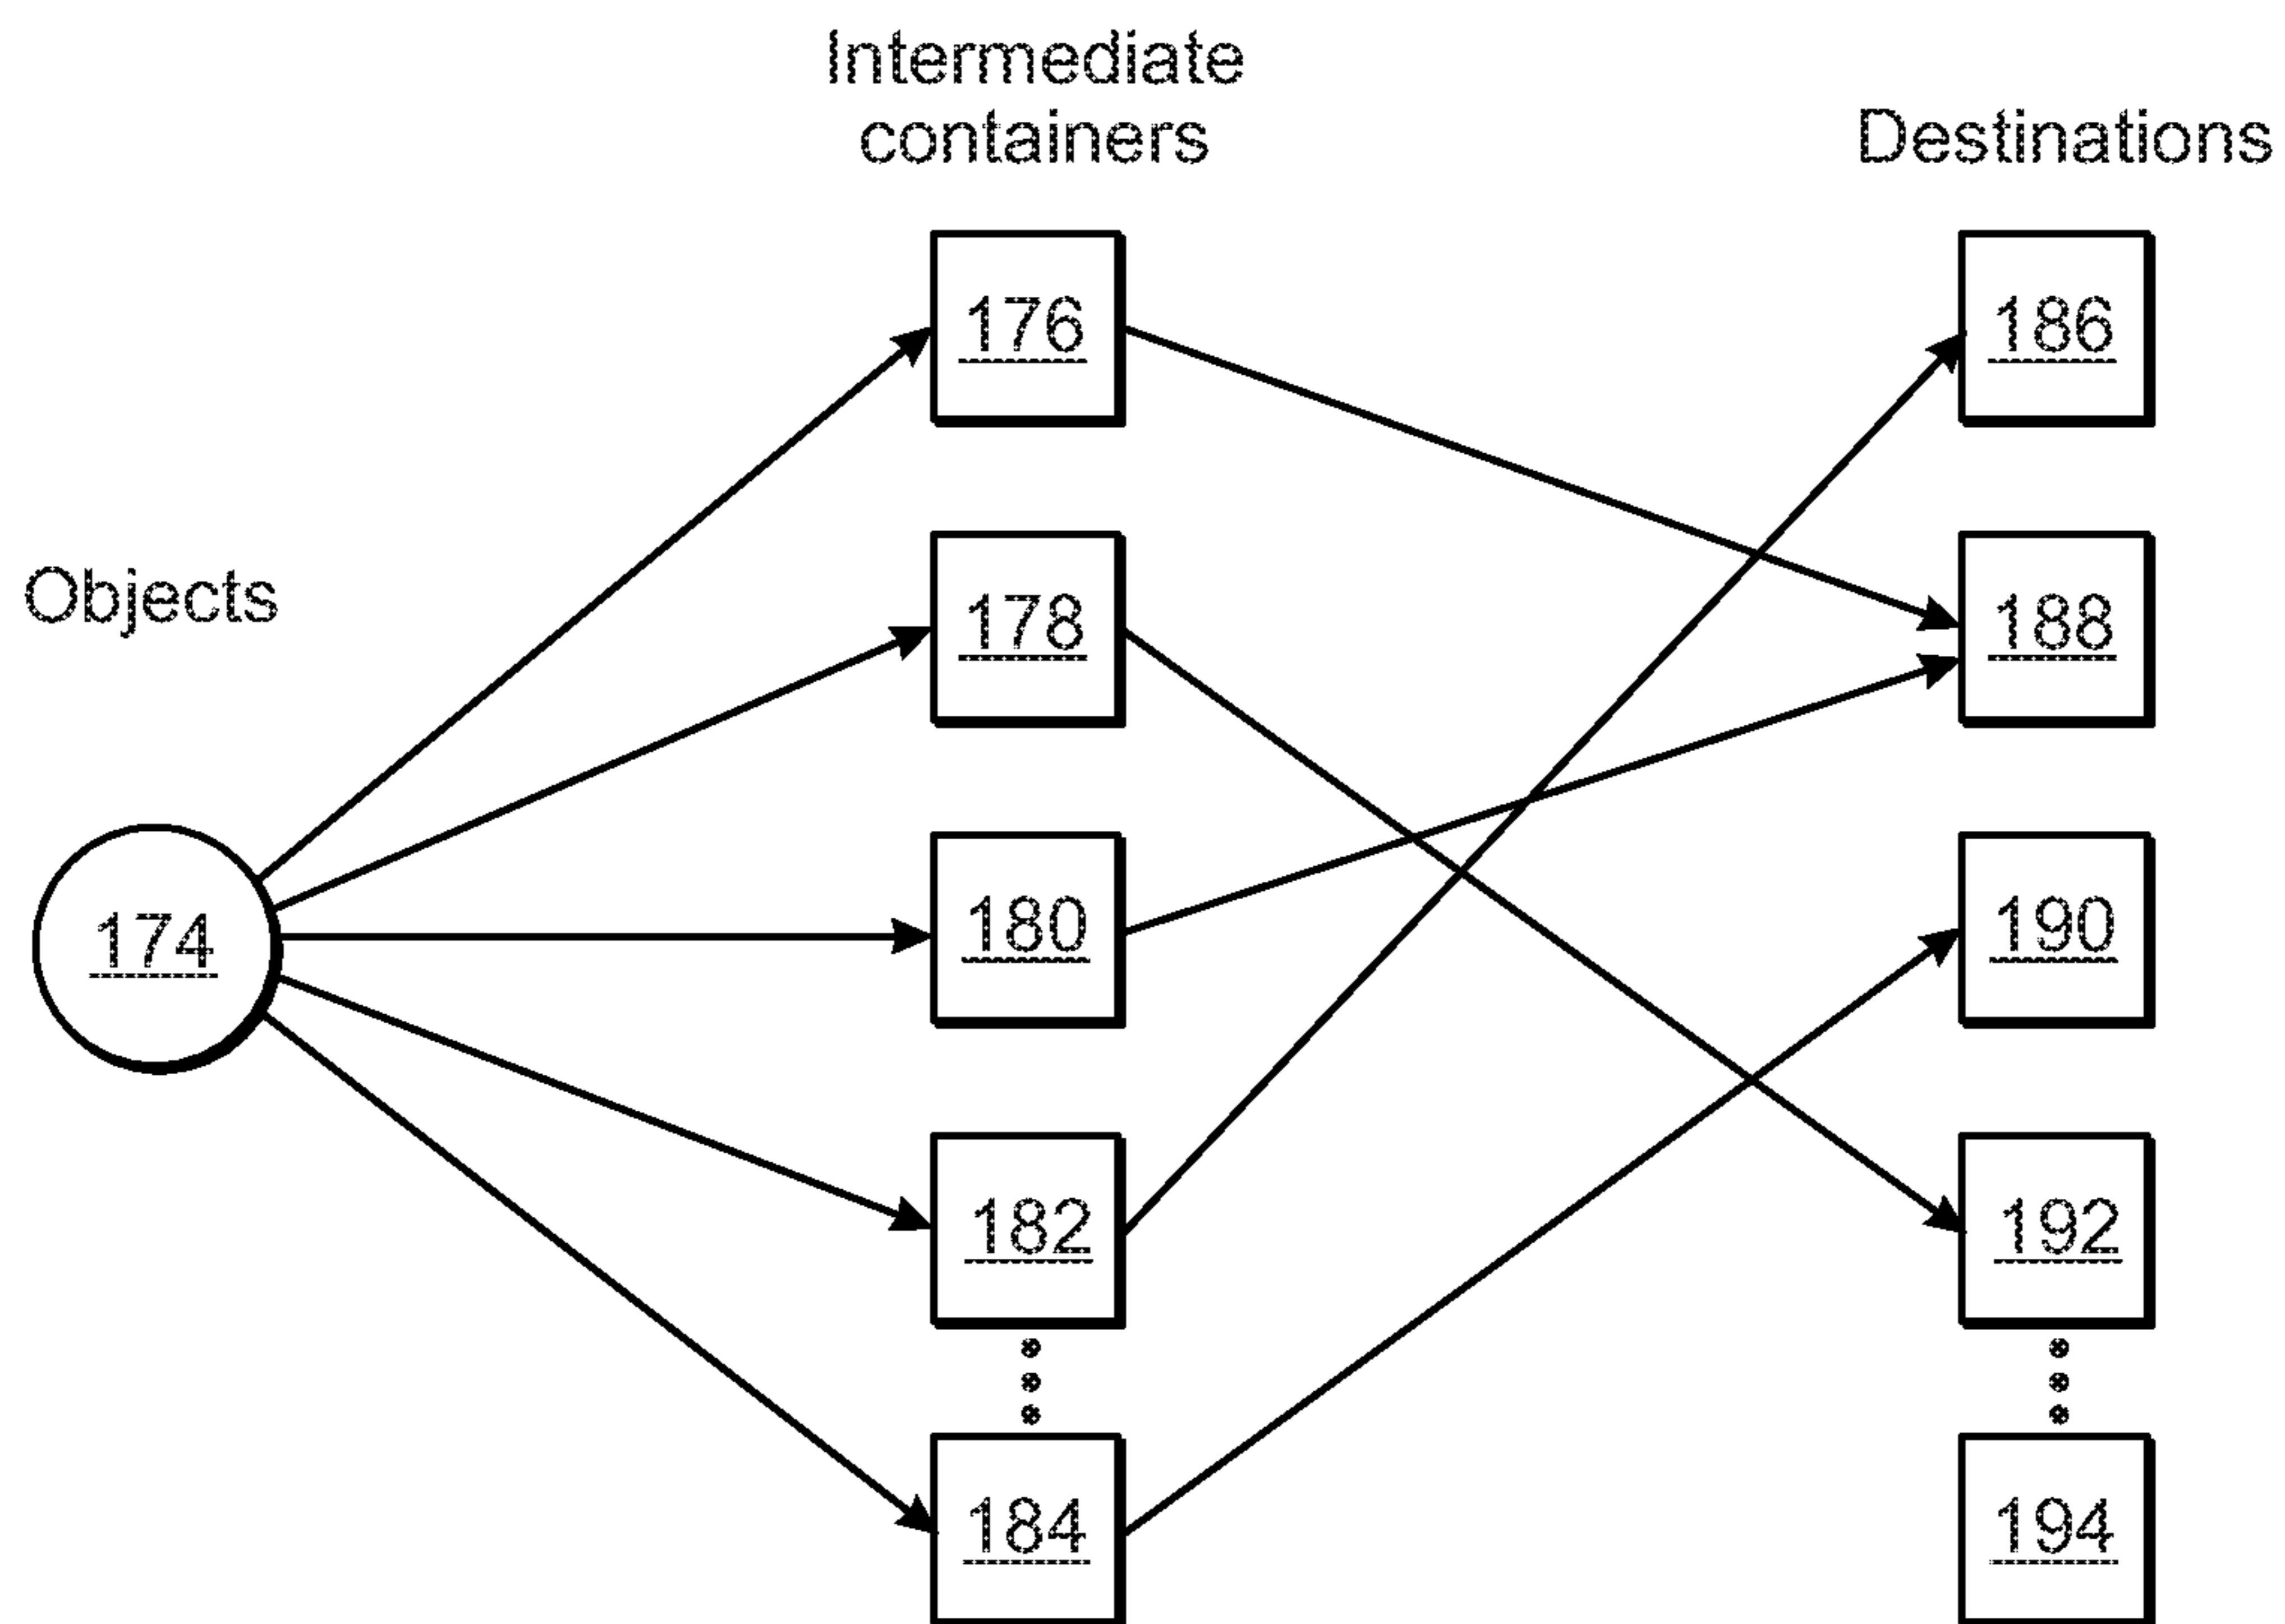 Intermediate
containers
Destinations
Objects
174
176
178
180
182
184
186
188
190
192
194